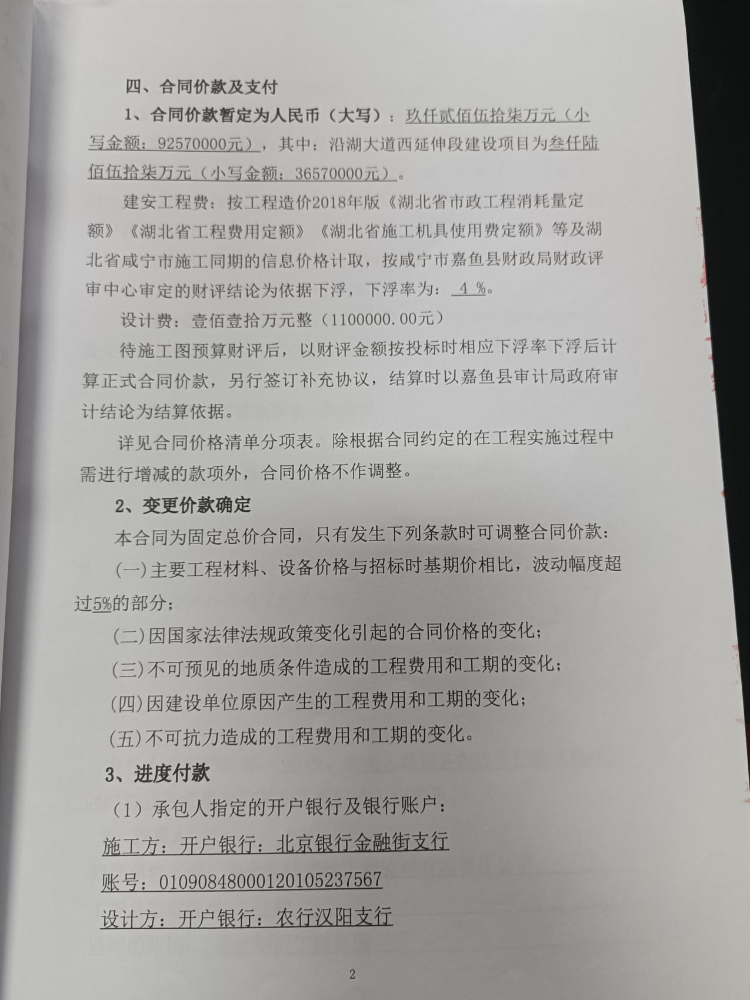 四、合同价款及支付
1、合同价款暂定为人民币（大写）：玖仟贰佰伍拾柒万元（小
写金额：92570000元），其中：沿湖大道西延伸段建设项目为叁仟陆
佰伍拾柒万元（小写金额：36570000元）。
建安工程费：按工程造价2018年版《湖北省市政工程消耗量定
额》《湖北省工程费用定额》《湖北省施工机具使用费定额》等及湖
北省咸宁市施工同期的信息价格计取，按咸宁市嘉鱼县财政局财政评
审中心审定的财评结论为依据下浮，下浮率为： 4 %。
设计费：壹佰壹拾万元整（1100000.00元）
待施工图预算财评后，以财评金额按投标时相应下浮率下浮后计
算正式合同价款，另行签订补充协议，结算时以嘉鱼县审计局政府审
计结论为结算依据。
详见合同价格清单分项表。除根据合同约定的在工程实施过程中
需进行增减的款项外，合同价格不作调整。
2、变更价款确定
本合同为固定总价合同，只有发生下列条款时可调整合同价款：
(一)主要工程材料、设备价格与招标时基期价相比，波动幅度超
过5%的部分；
(二)因国家法律法规政策变化引起的合同价格的变化；
(三)不可预见的地质条件造成的工程费用和工期的变化；
(四)因建设单位原因产生的工程费用和工期的变化；
(五)不可抗力造成的工程费用和工期的变化。
3、进度付款
（1）承包人指定的开户银行及银行账户：
施工方：开户银行：北京银行金融街支行
账号：01090848000120105237567
设计方：开户银行：农行汉阳支行
2